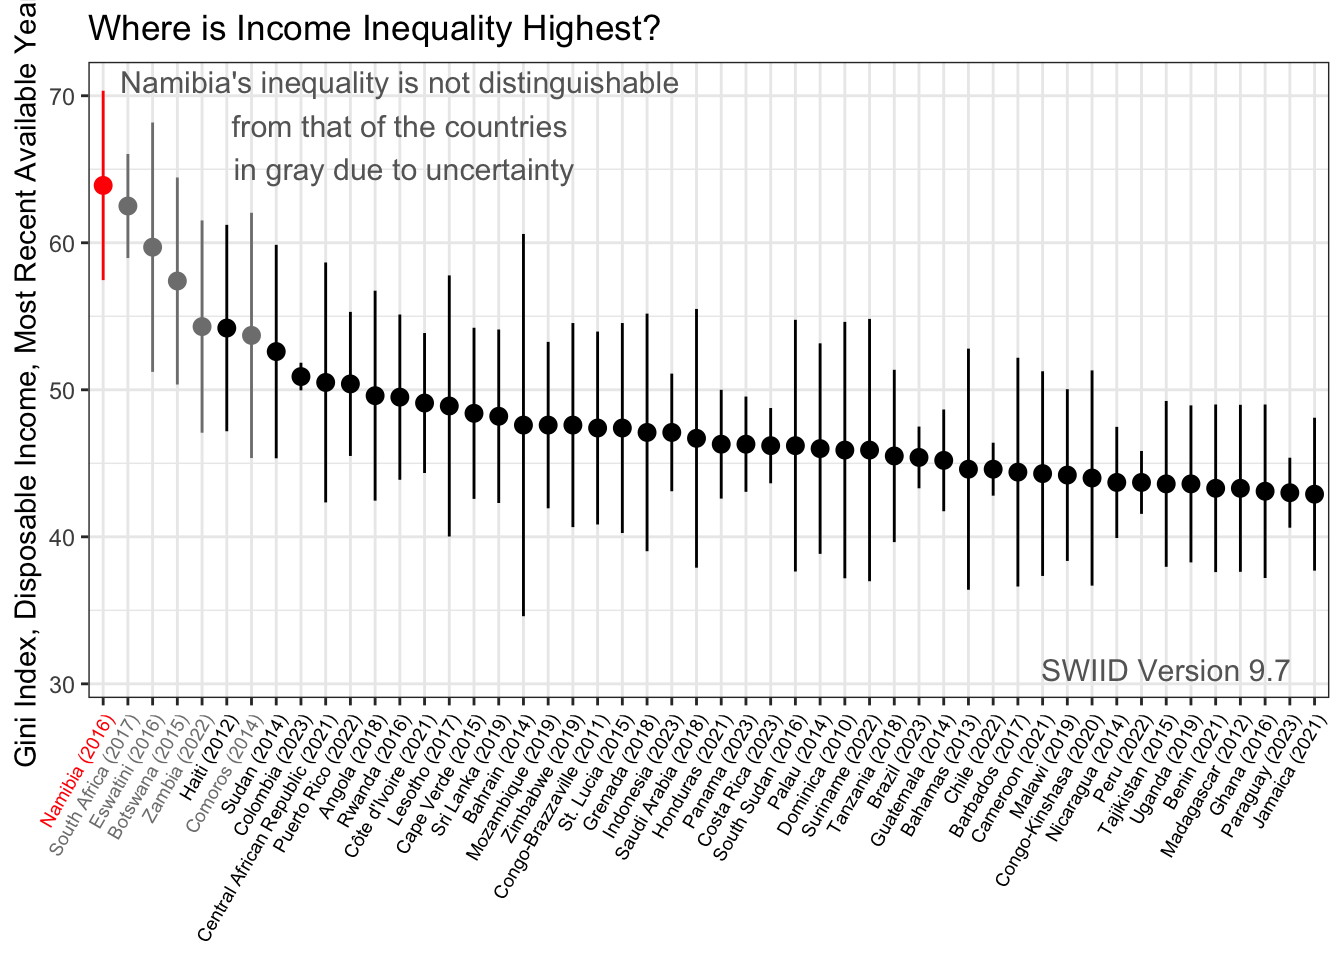 Where is Income Inequality Highest?
Gini Index, Disposable Income, Most Recent Available Yea
Namibia's inequality is not distinguishable
from that of the countries
in gray due to uncertainty
70
60
50
40
30
SWIID Version 9.7
Namibia (2016)
South Africa (2017)
Eswatini (2016)
Botswana (2015)
Zambia (2022)
Haiti (2012)
Comoros (2014)
Sudan (2014)
Colombia (2023)
Central African Republic (2021)
Puerto Rico (2022)
Angola (2018)
Rwanda (2016)
Côte d'Ivoire (2021)
Lesotho (2017)
Cape Verde (2015)
Sri Lanka (2019)
Bahrain (2014)
Mozambique (2019)
Zimbabwe (2019)
Congo-Brazzaville (2011)
St. Lucia (2015)
Grenada (2018)
Indonesia (2023)
Saudi Arabia (2018)
Honduras (2021)
Panama (2023)
Costa Rica (2023)
South Sudan (2016)
Palau (2014)
Dominica (2010)
Suriname (2022)
Tanzania (2018)
Brazil (2023)
Guatemala (2014)
Bahamas (2013)
Chile (2022)
Barbados (2017)
Cameroon (2021)
Malawi (2019)
Congo-Kinshasa (2020)
Nicaragua (2014)
Peru (2022)
Tajikistan (2015)
Uganda (2019)
Benin (2021)
Madagascar (2012)
Ghana (2016)
Paraguay (2023)
Jamaica (2021)